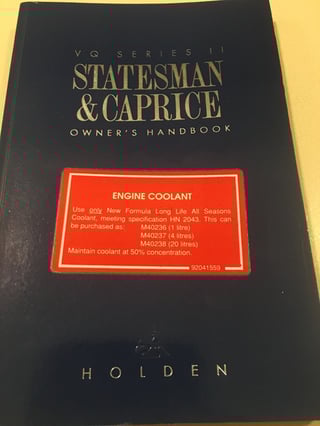 VQ SERIES II
STATESMAN
& CAPRICE
OWNER'S HANDBOOK
ENGINE COOLANT
Use only New Formula Long Life All Seasons
Coolant, meeting specification HN 2043. This can
be purchased as: M40236 (1 litre)
M40237 (4 litres)
M40238 (20 litres)
Maintain coolant at 50% concentration.
92041559
HOLDEN